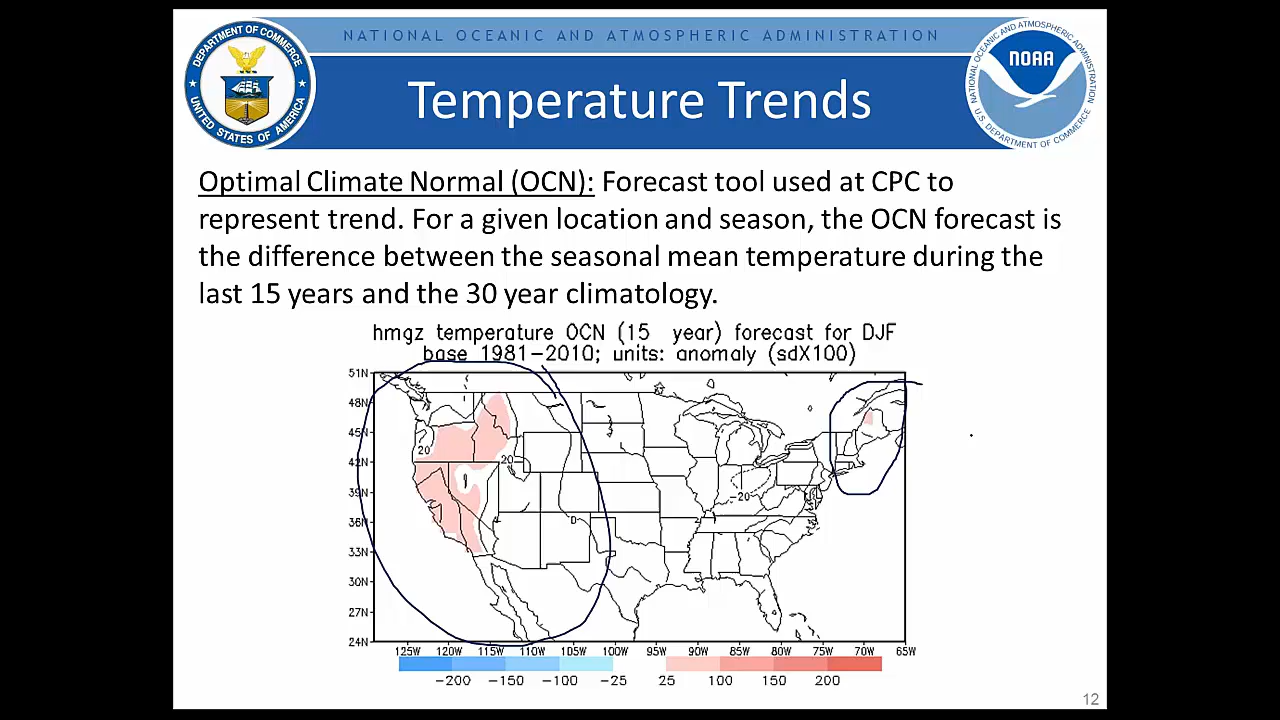 NATIONAL OCEANIC AND ATMOSPHERIC ADMINISTRATION
DEPARTMENT OF COMMERCE
UNITED STATES OF AMERICA
Temperature Trends
NATIONAL OCEANIC AND ATMOSPHERIC ADMINISTRATION
NOAA
U.S. DEPARTMENT OF COMMERCE
Optimal Climate Normal (OCN): Forecast tool used at CPC to
represent trend. For a given location and season, the OCN forecast is
the difference between the seasonal mean temperature during the
last 15 years and the 30 year climatology.
hmgz temperature OCN (15 year) forecast for DJF
base 1981-2010; units: anomaly (sdX100)
51N
48N
45N
42N
39N
36N
33N
30N
27N
24N
20
20
-20
0
125W 120W 115W 110W 105W 100W 95W 90W 85W 80W 75W 70W 65W
-200 -150 -100 -25 25 100 150 200
12